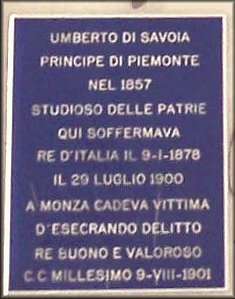 UMBERTO DI SAVOIA
PRINCIPE DI PIEMONTE
NEL 1857
STUDIOSO DELLE PATRIE
QUI SOFFERMAVA
RE D'ITALIA IL 9-I-1878
IL 29 LUGLIO 1900
A MONZA CADEVA VITTIMA
D'ESECRANDO DELITTO
RE BUONO E VALOROSO
C.C MILLESIMO 9-VIII-1901